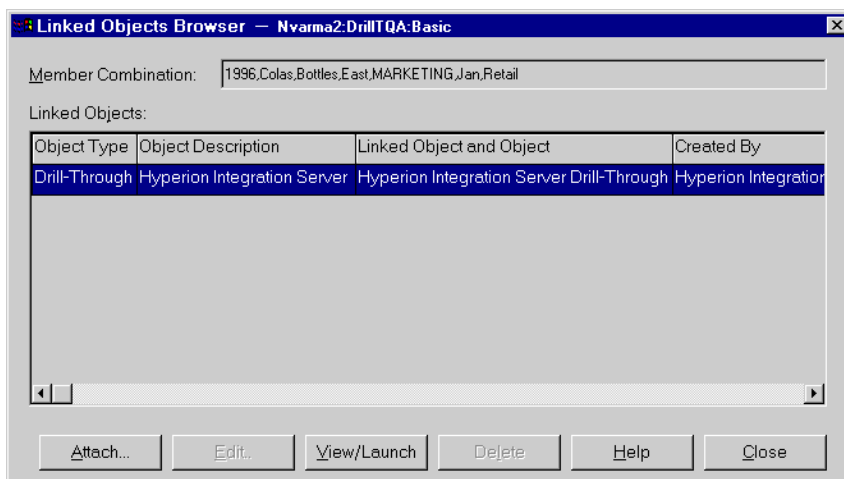 Linked Objects Browser — Nvarma2:DrillTQA:Basic
Member Combination: 1996,Colas,Bottles,East,MARKETING,Jan,Retail
Linked Objects:
Object Type Object Description Linked Object and Object Created By
Drill-Through Hyperion Integration Server Hyperion Integration Server Drill-Through Hyperion Integration
Attach... Edit.. View/Launch Delete Help Close